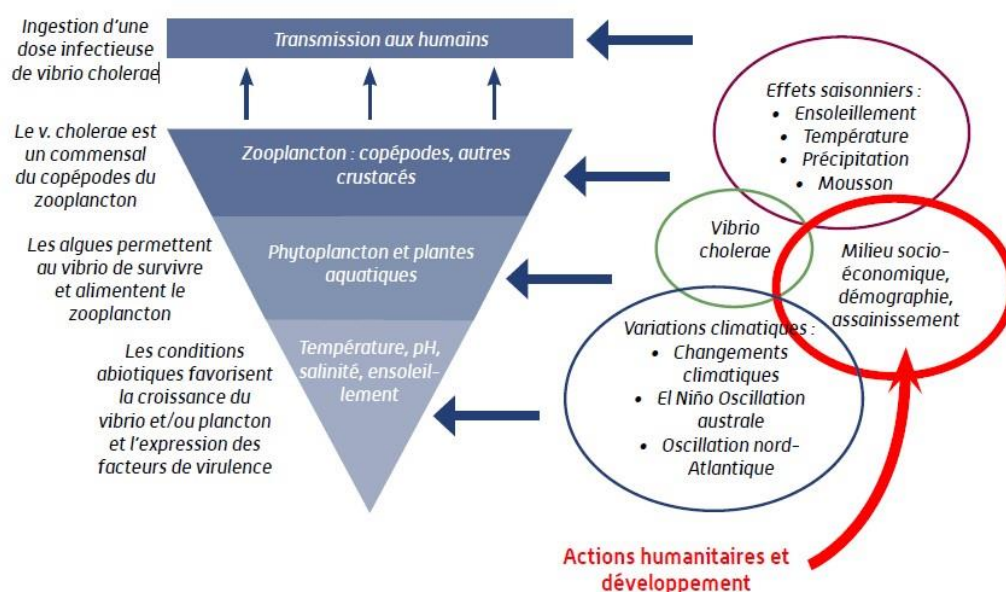 Ingestion d'une
dose infectieuse
de vibrio cholerae
Transmission aux humains
Le v. cholerae est
un commensal
du copépodes du
zooplancton
Zooplancton : copépodes, autres
crustacés
Les algues permettent
au vibrio de survivre
et alimentent le
zooplancton
Phytoplancton et plantes
aquatiques
Les conditions
abiotiques favorisent
la croissance du
vibrio et/ou plancton
et l'expression des
facteurs de virulence
Température, pH,
salinité, ensoleil-
lement
Effets saisonniers :
• Ensoleillement
• Température
• Précipitation
• Mousson
Vibrio
cholerae
Milieu socio-
économique,
démographie,
assainissement
Variations climatiques :
• Changements
climatiques
• El Niño Oscillation
australe
• Oscillation nord-
Atlantique
Actions humanitaires et
développement